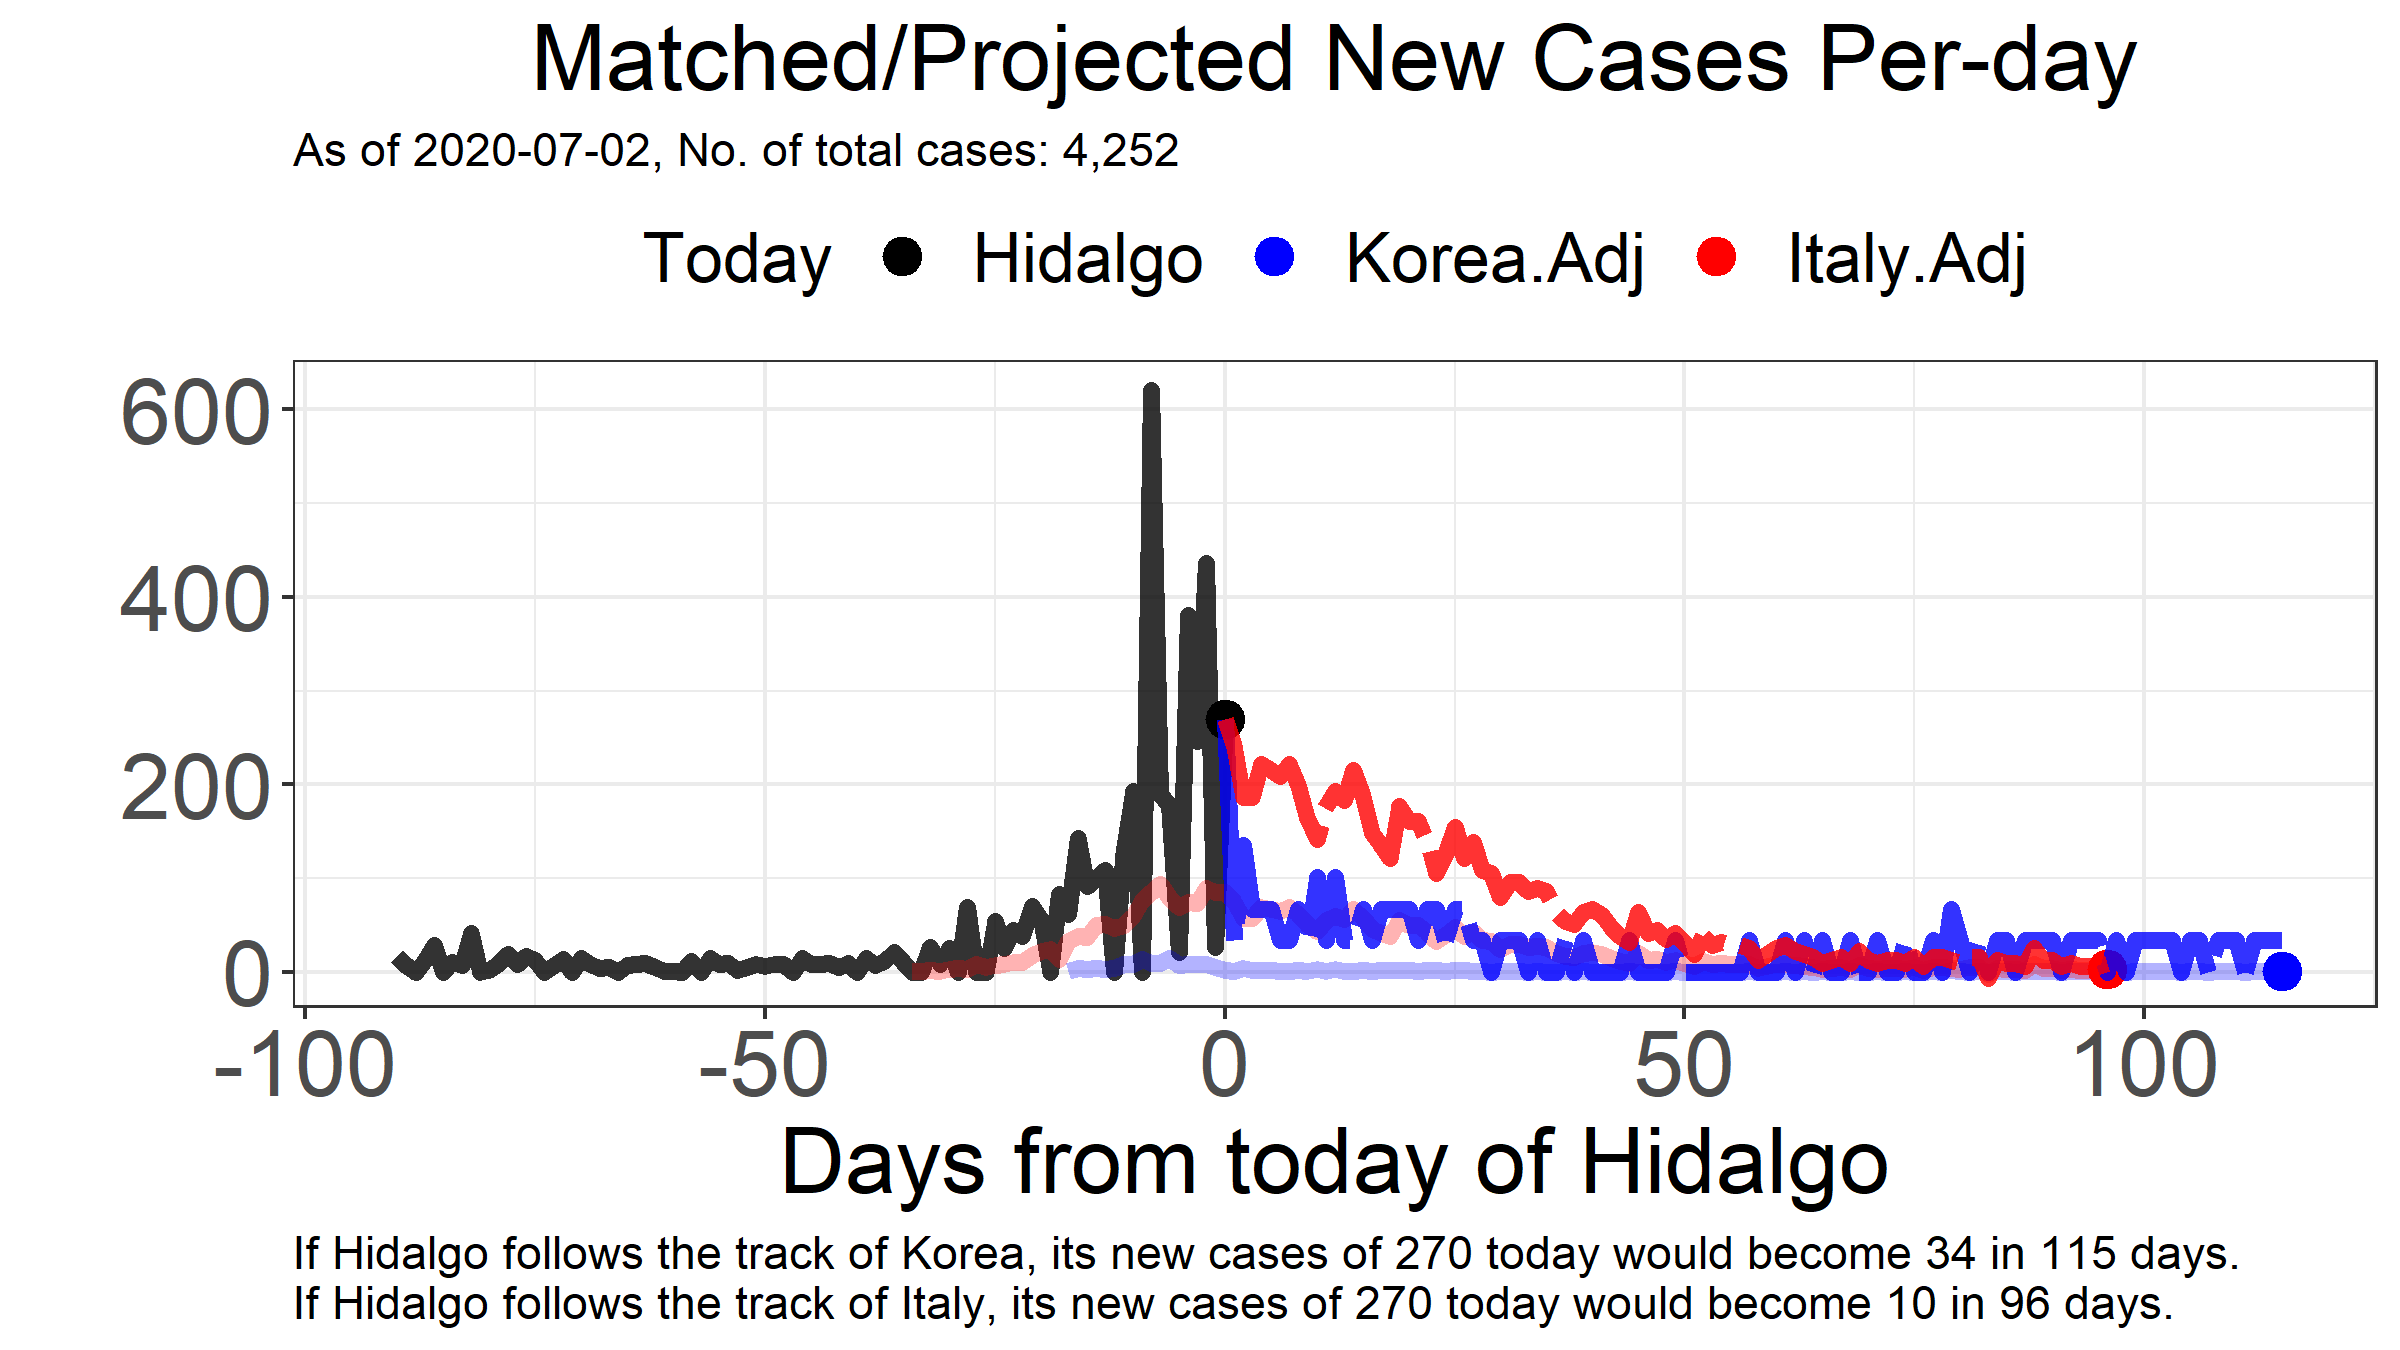 Matched/Projected New Cases Per-day
As of 2020-07-02, No. of total cases: 4,252
Today Hidalgo Korea.Adj Italy.Adj
600
400
200
0
-100 -50 0 50 100
Days from today of Hidalgo
If Hidalgo follows the track of Korea, its new cases of 270 today would become 34 in 115 days.
If Hidalgo follows the track of Italy, its new cases of 270 today would become 10 in 96 days.